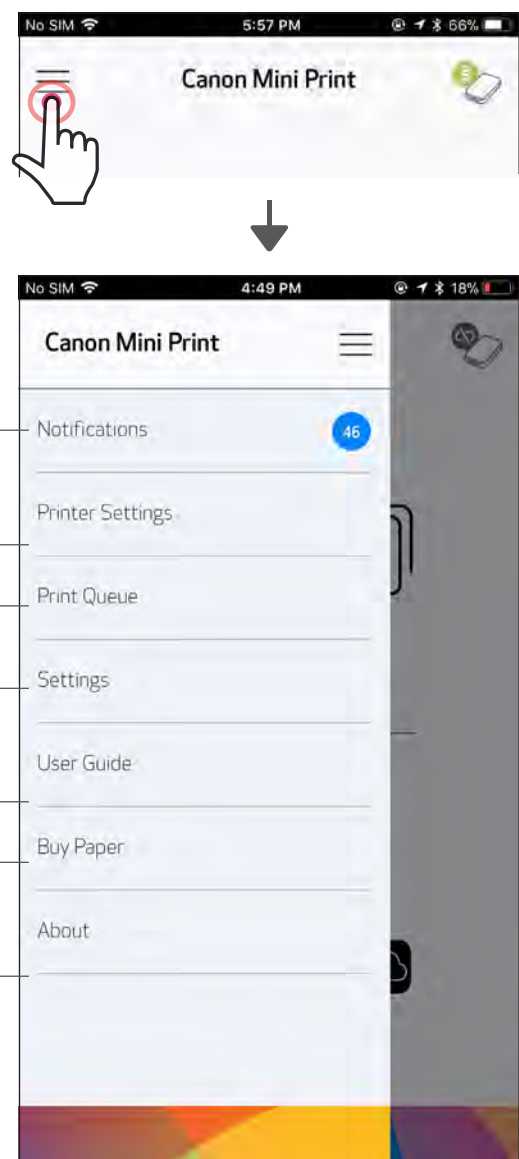 No SIM 5:57 PM 66%
Canon Mini Print
No SIM 4:49 PM 18%
Canon Mini Print
Notifications 46
Printer Settings
Print Queue
Settings
User Guide
Buy Paper
About